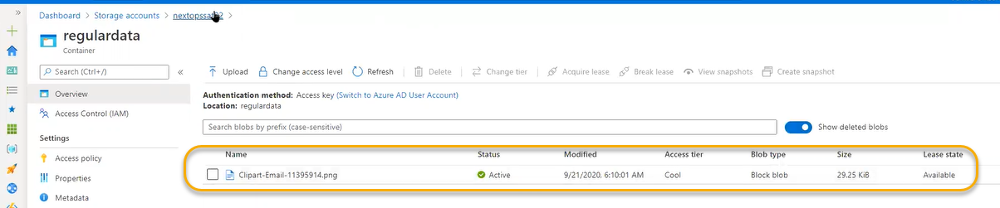 Dashboard > Storage accounts >
regulardata
Container
Search (Ctrl+/)
«
Upload Change access level Refresh Delete Change tier Acquire lease Break lease View snapshots Create snapshot
Overview
Access Control (IAM)
Settings
Access policy
Properties
Metadata
Authentication method: Access key (Switch to Azure AD User Account)
Location: regulardata
Search blobs by prefix (case-sensitive)
Show deleted blobs
Name Status Modified Access tier Blob type Size Lease state
Clipart-Email-11395914.png Active 9/21/2020, 6:10:01 AM Cool Block blob 29.25 KiB Available